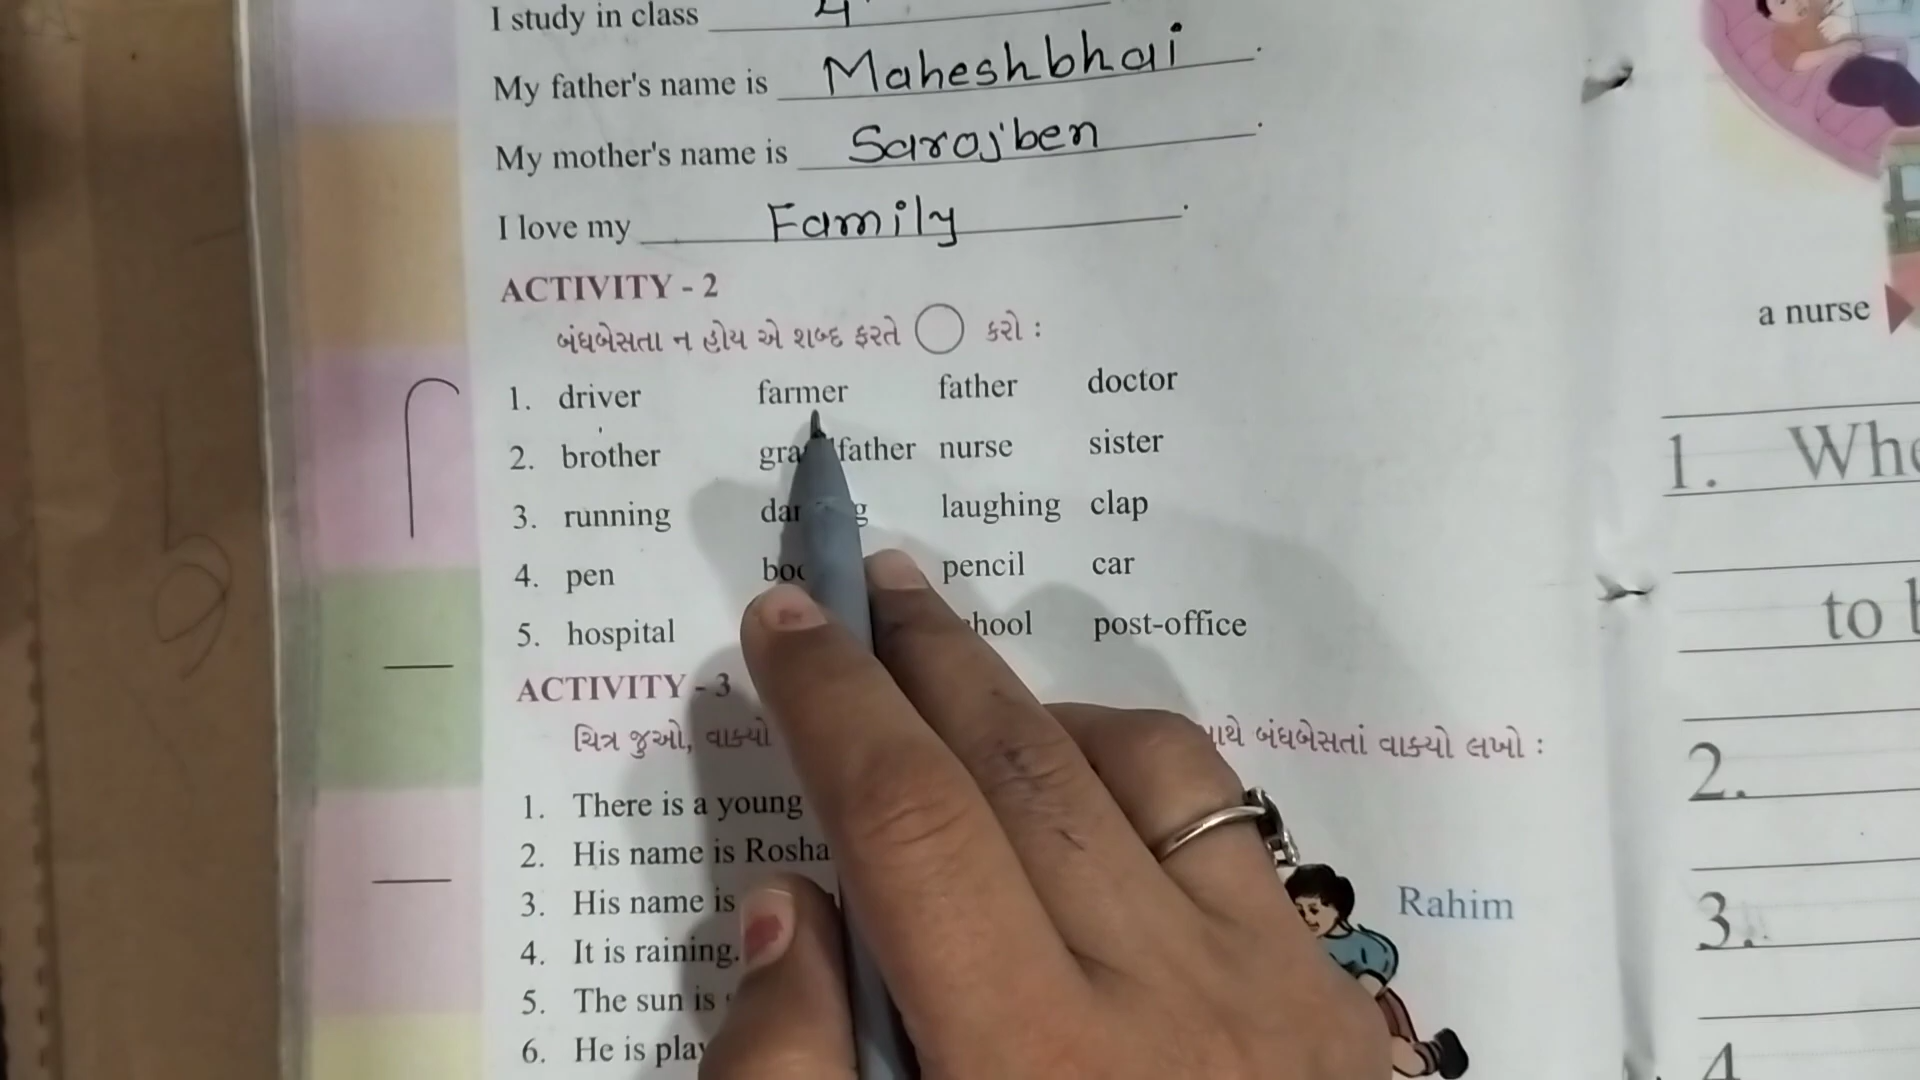 I study in class 4
My father's name is Maheshbhai.
My mother's name is Sarojben.
I love my Family.
ACTIVITY - 2
બંધબેસતા ન હોય એ શબ્દ ફરતે ◯ કરો :
1. driver farmer father doctor
2. brother grandfather nurse sister
3. running laughing clap
4. pen pencil car
5. hospital post-office
ACTIVITY - 3
ચિત્ર જુઓ, વાક્યો બંધબેસતાં વાક્યો લખો :
1. There is a young
2. His name is
3. His name is
4. It is raining.
5. The sun is
6. He is
Rahim
a nurse
1.
to
2.
3.
4